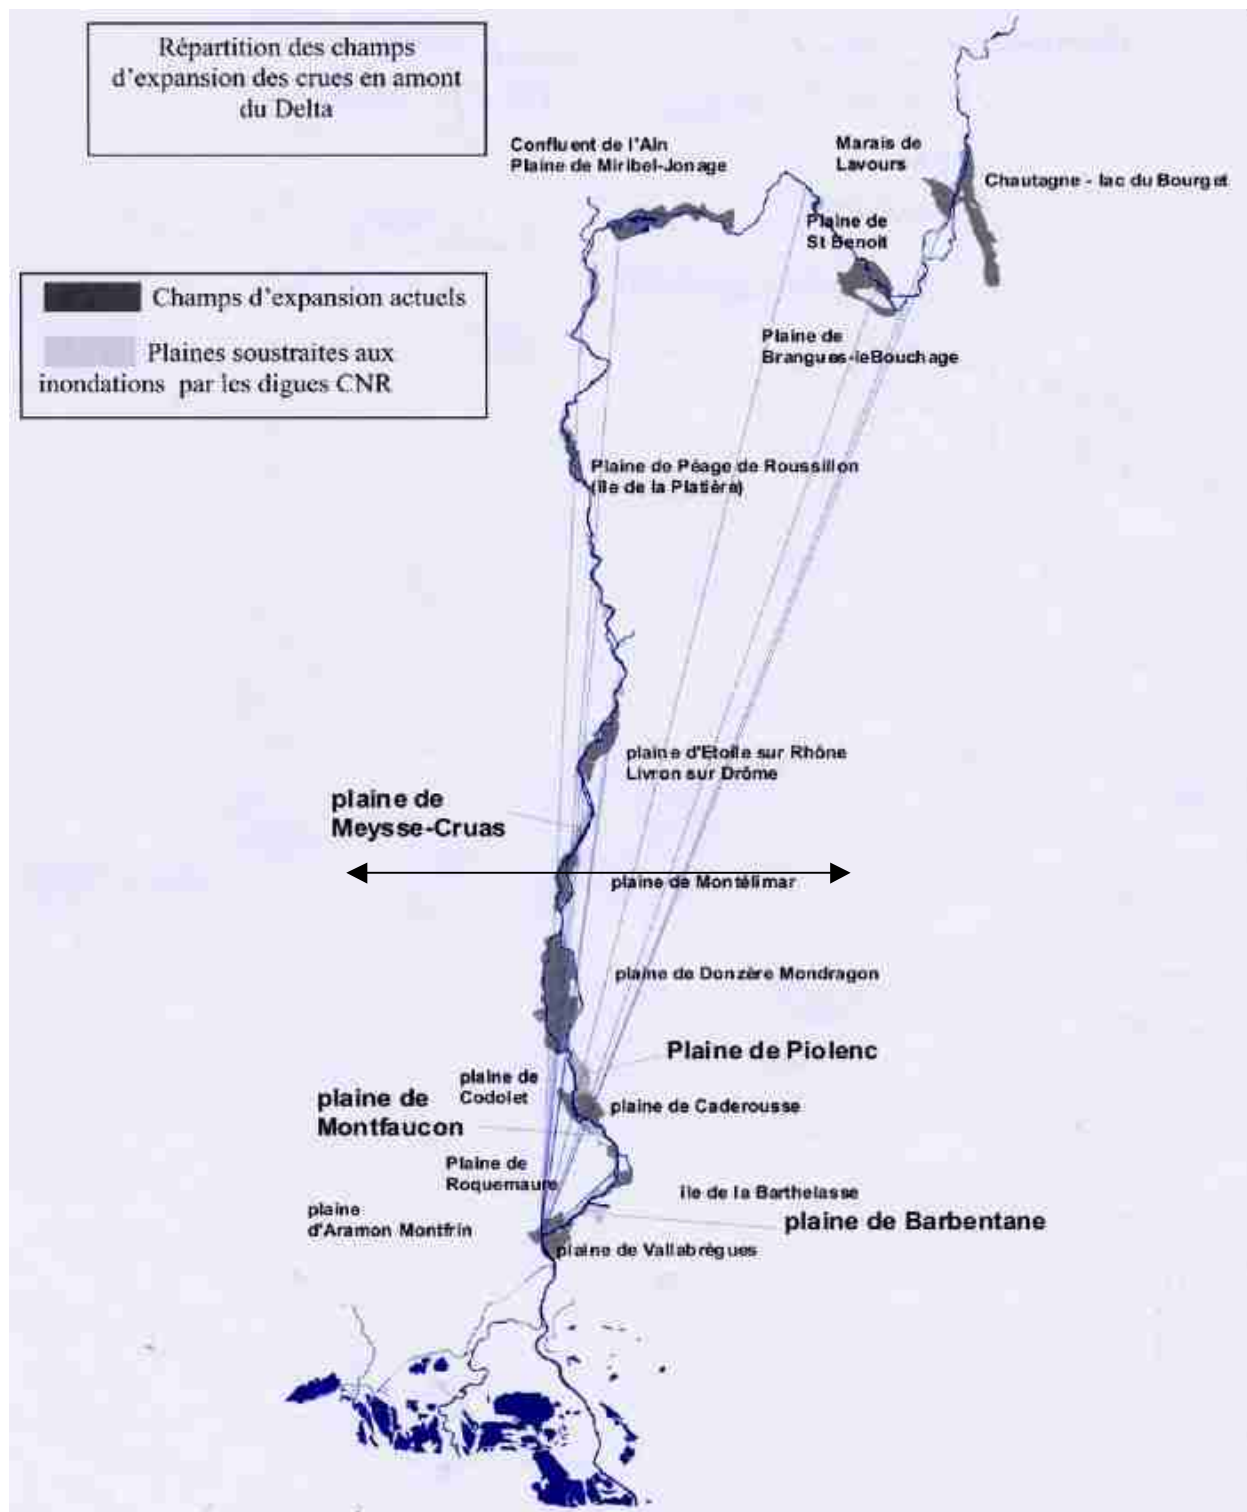 Répartition des champs
d'expansion des crues en amont
du Delta
Confluent de l'Ain
Plaine de Miribel-Jonage
Marais de
Lavours
Chautagne - lac du Bourget
Plaine de
St Benoit
Champs d'expansion actuels
Plaines soustraites aux
inondations par les digues CNR
Plaine de
Brangues-leBouchage
Plaine de Péage de Roussillon
(île de la Platière)
plaine d'Etoile sur Rhône
Livron sur Drôme
plaine de
Meysse-Cruas
plaine de Montélimar
plaine de Donzère Mondragon
Plaine de Piolenc
plaine de
Codolet
plaine de
Montfaucon
plaine de Caderousse
Plaine de
Roquemaure
île de la Barthelasse
plaine
d'Aramon Montfrin
plaine de Barbentane
plaine de Vallabrègues